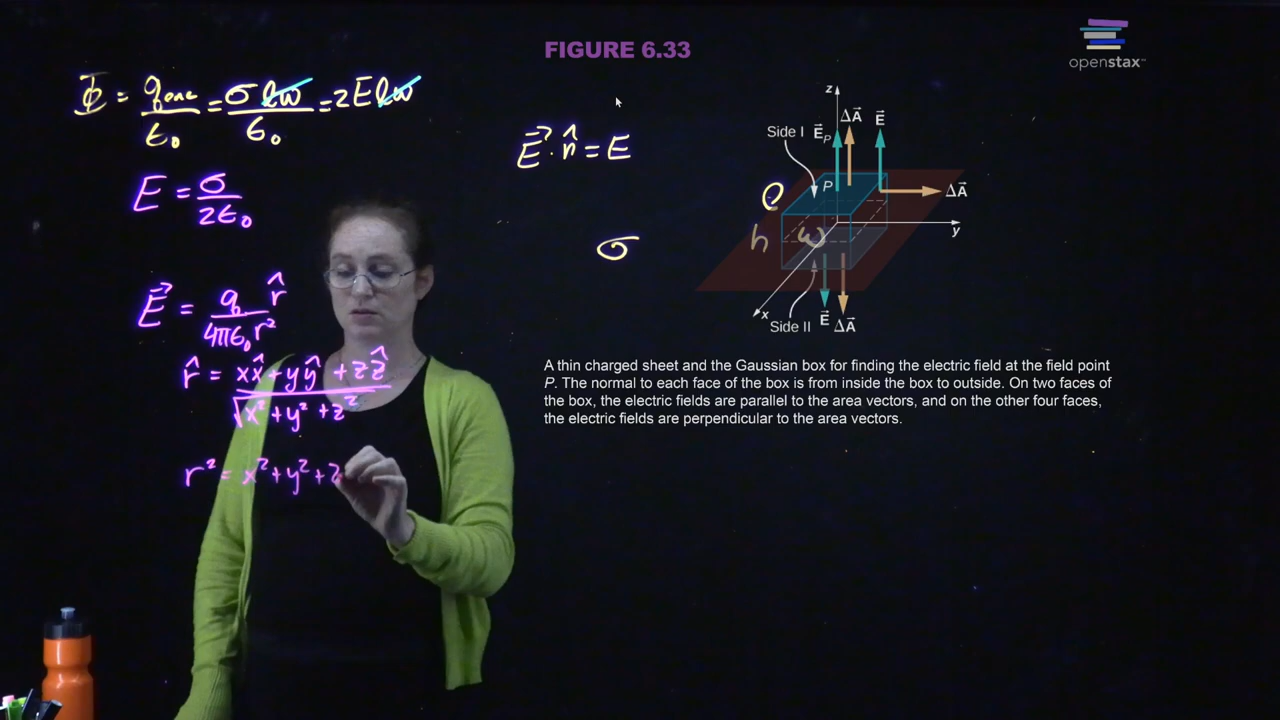 FIGURE 6.33
openstax™
Φ = q_enc/ε₀ = σlw/ε₀ = 2Elw
E = σ/2ε₀
E⃗ = q/4πε₀r² r̂
r̂ = xx̂ + yŷ + zẑ / √x² + y² + z²
r² = x² + y² + z
E⃗ · n̂ = E
σ
z
ΔA⃗
E⃗
Side I
E⃗_P
P
ΔA⃗
l
h
w
y
x
Side II
E⃗
ΔA⃗
A thin charged sheet and the Gaussian box for finding the electric field at the field point
P. The normal to each face of the box is from inside the box to outside. On two faces of
the box, the electric fields are parallel to the area vectors, and on the other four faces,
the electric fields are perpendicular to the area vectors.